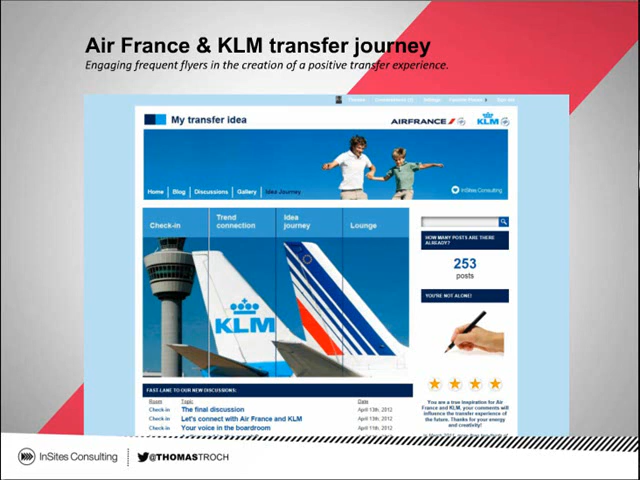 Air France & KLM transfer journey
Engaging frequent flyers in the creation of a positive transfer experience.
My transfer idea
AIRFRANCE KLM
Home Blog Discussions Gallery Idea Journey
InSites Consulting
Check-in Trend connection Idea journey Lounge
HOW MANY POSTS ARE THERE ALREADY?
253
posts
YOU'RE NOT ALONE!
KLM
FAST-LANE TO OUR NEW DISCUSSIONS:
Room Topic Date
Check-in The final discussion April 13th, 2012
Check-in Let's connect with Air France and KLM April 13th, 2012
Check-in Your voice in the boardroom April 11th, 2012
You are a true inspiration for Air
France and KLM, your comments will
influence the transfer experience of
the future. Thanks for your energy
and creativity!
InSites Consulting
@THOMASTROCH